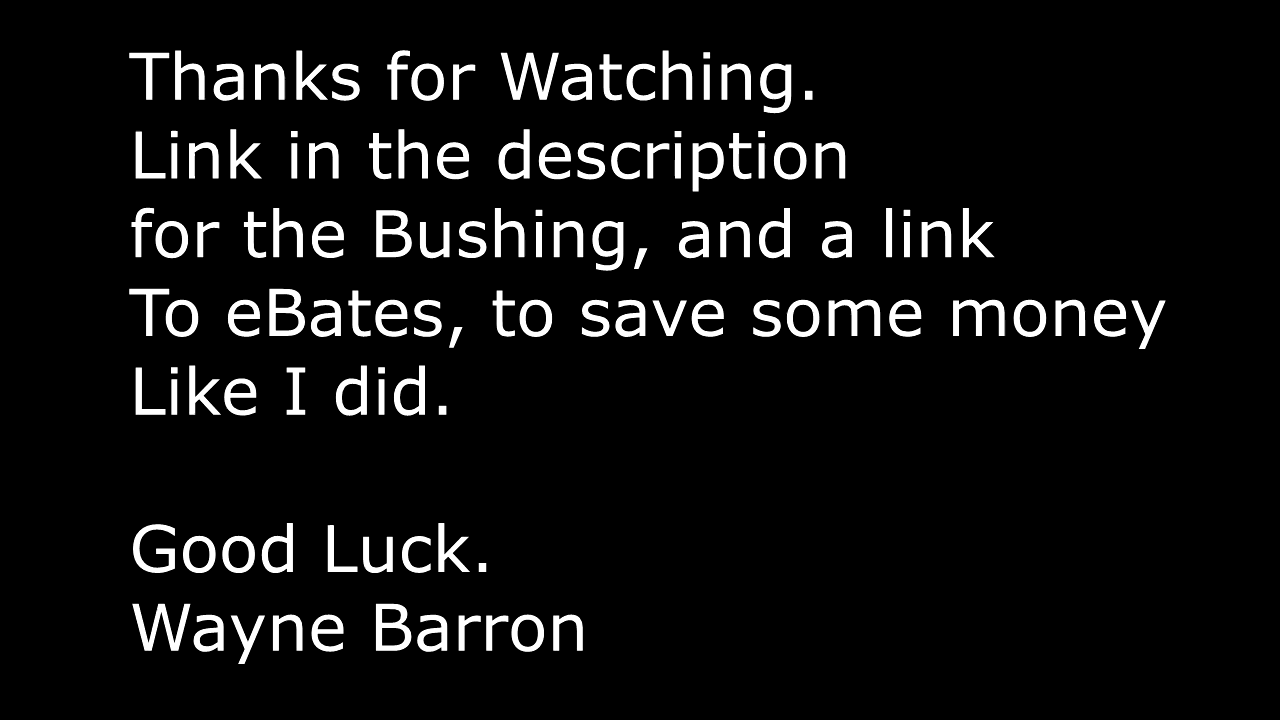 Thanks for Watching.
Link in the description
for the Bushing, and a link
To eBates, to save some money
Like I did.
Good Luck.
Wayne Barron